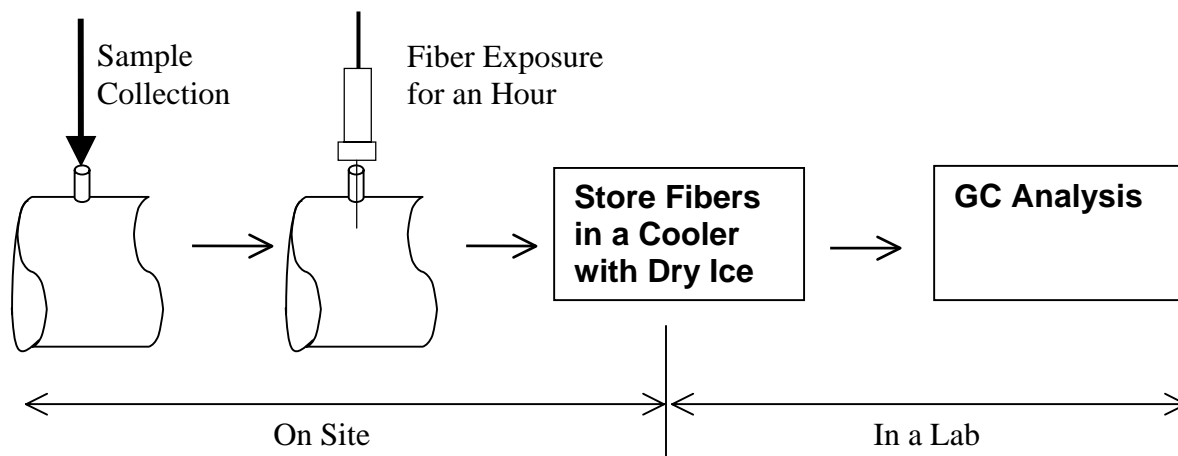 Sample
Collection
Fiber Exposure
for an Hour
Store Fibers
in a Cooler
with Dry Ice
GC Analysis
On Site
In a Lab